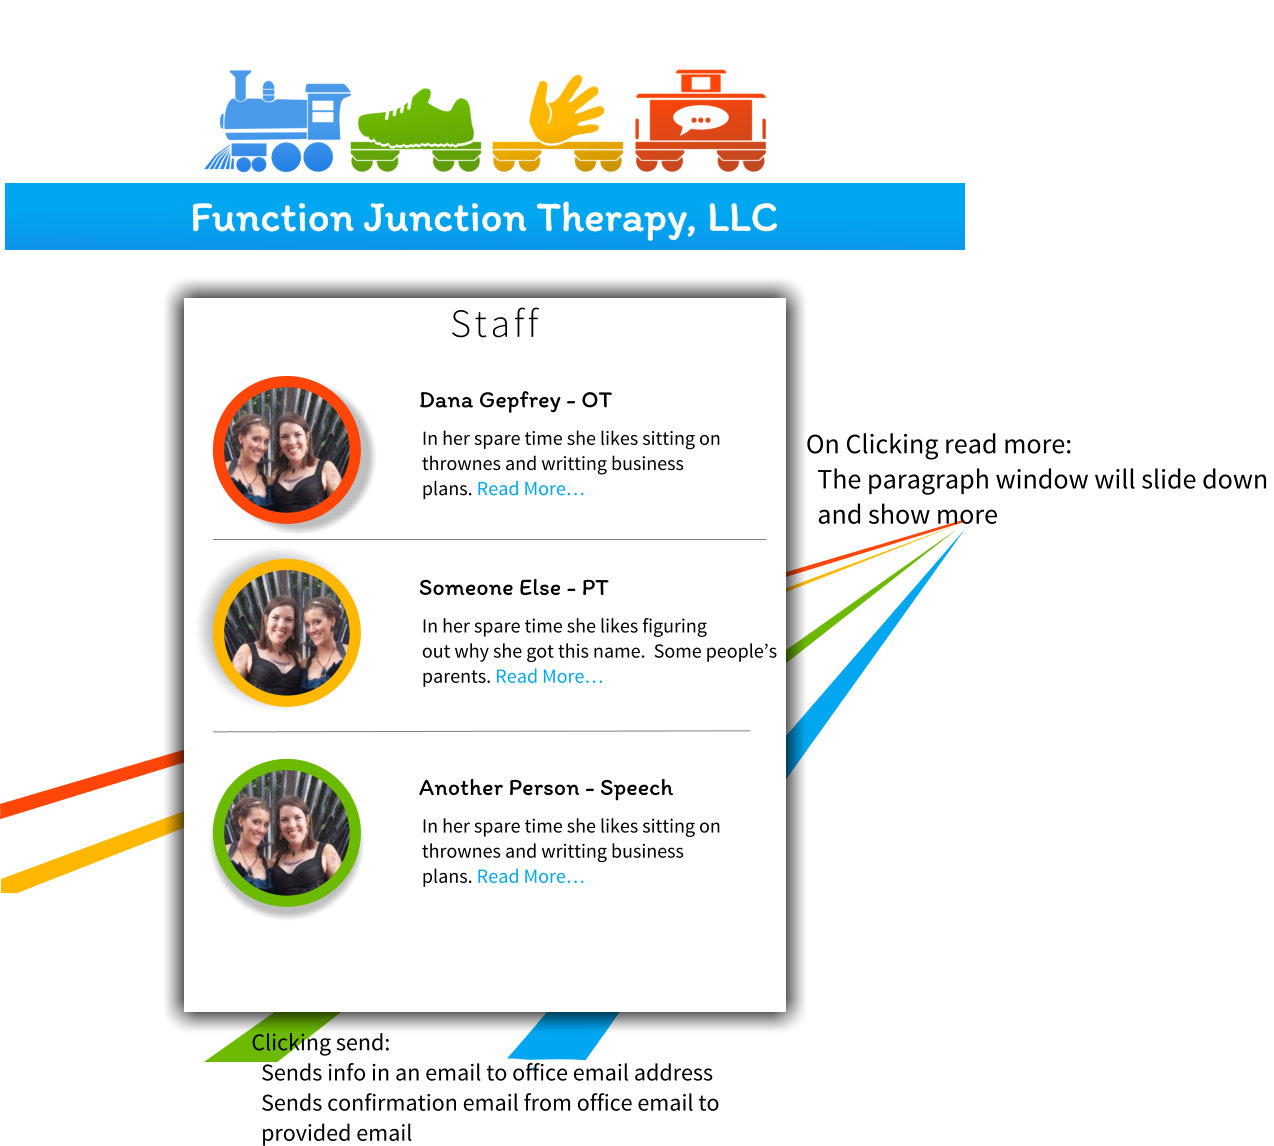 Function Junction Therapy, LLC
Staff
Dana Gepfrey - OT
In her spare time she likes sitting on
thrownes and writting business
plans. Read More...
Someone Else - PT
In her spare time she likes figuring
out why she got this name.  Some people's
parents. Read More...
Another Person - Speech
In her spare time she likes sitting on
thrownes and writting business
plans. Read More...
On Clicking read more:
The paragraph window will slide down
and show more
Clicking send:
Sends info in an email to office email address
Sends confirmation email from office email to
provided email